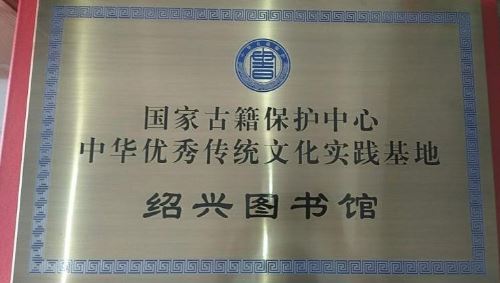 国家古籍保护中心
中华优秀传统文化实践基地
绍兴图书馆